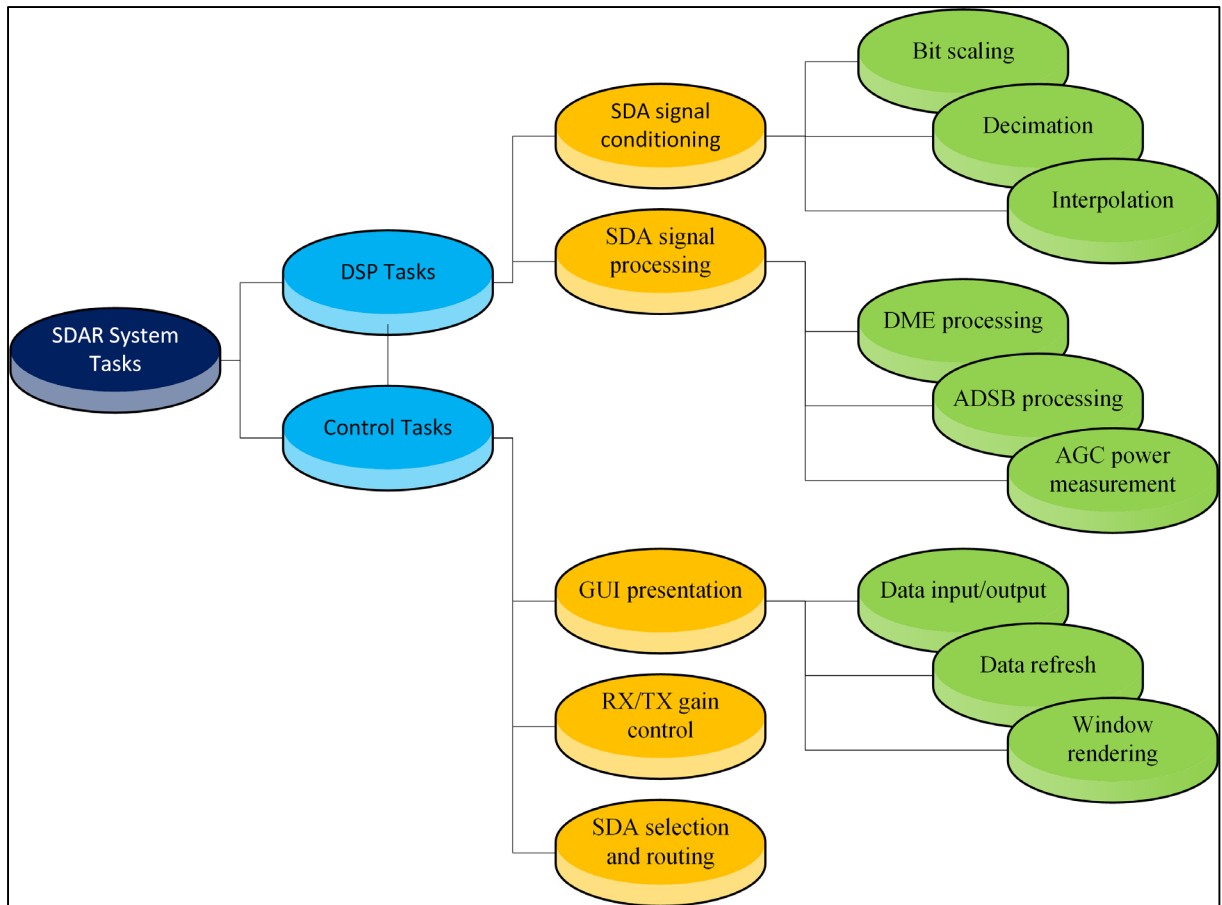 SDAR System
Tasks
DSP Tasks
Control Tasks
SDA signal
conditioning
SDA signal
processing
GUI presentation
RX/TX gain
control
SDA selection
and routing
Bit scaling
Decimation
Interpolation
DME processing
ADSB processing
AGC power
measurement
Data input/output
Data refresh
Window
rendering